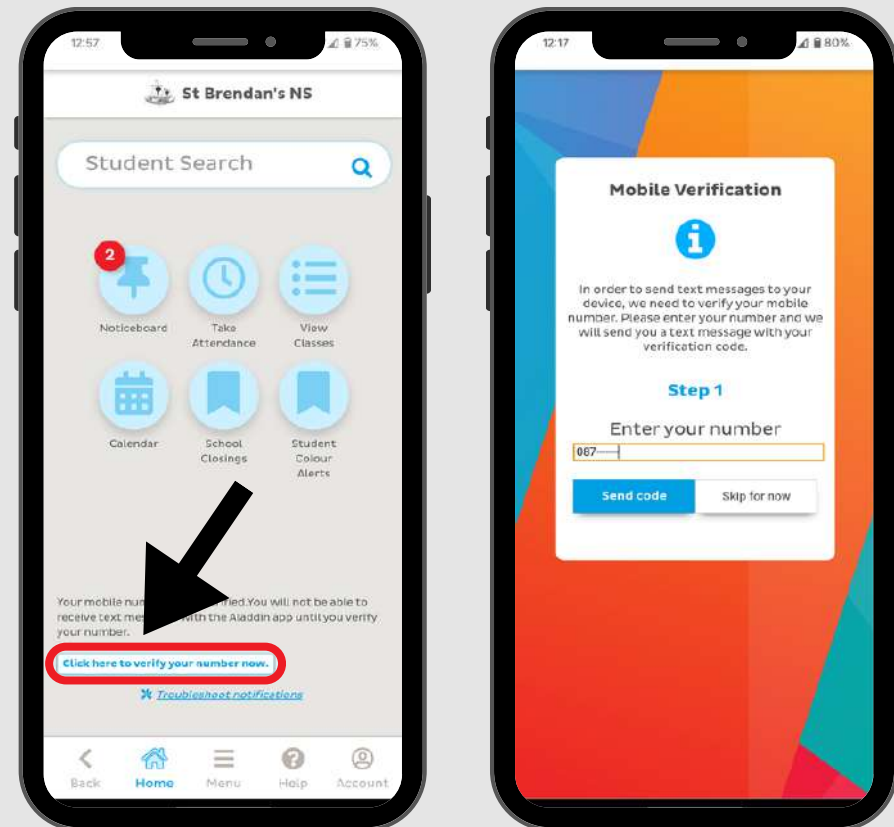 12:57
75%
St Brendan's NS
Student Search
2
Noticeboard
Take
Attendance
View
Classes
Calendar
School
Closings
Student
Colour
Alerts
Your mobile You will not be able to
receive text with the Aladdin app until you verify
your number.
Click here to verify your number now.
Troubleshoot notifications
Back
Home
Menu
Help
Account
12:17
80%
Mobile Verification
In order to send text messages to your
device, we need to verify your mobile
number. Please enter your number and we
will send you a text message with your
verification code.
Step 1
Enter your number
087-----
Send code
Skip for now